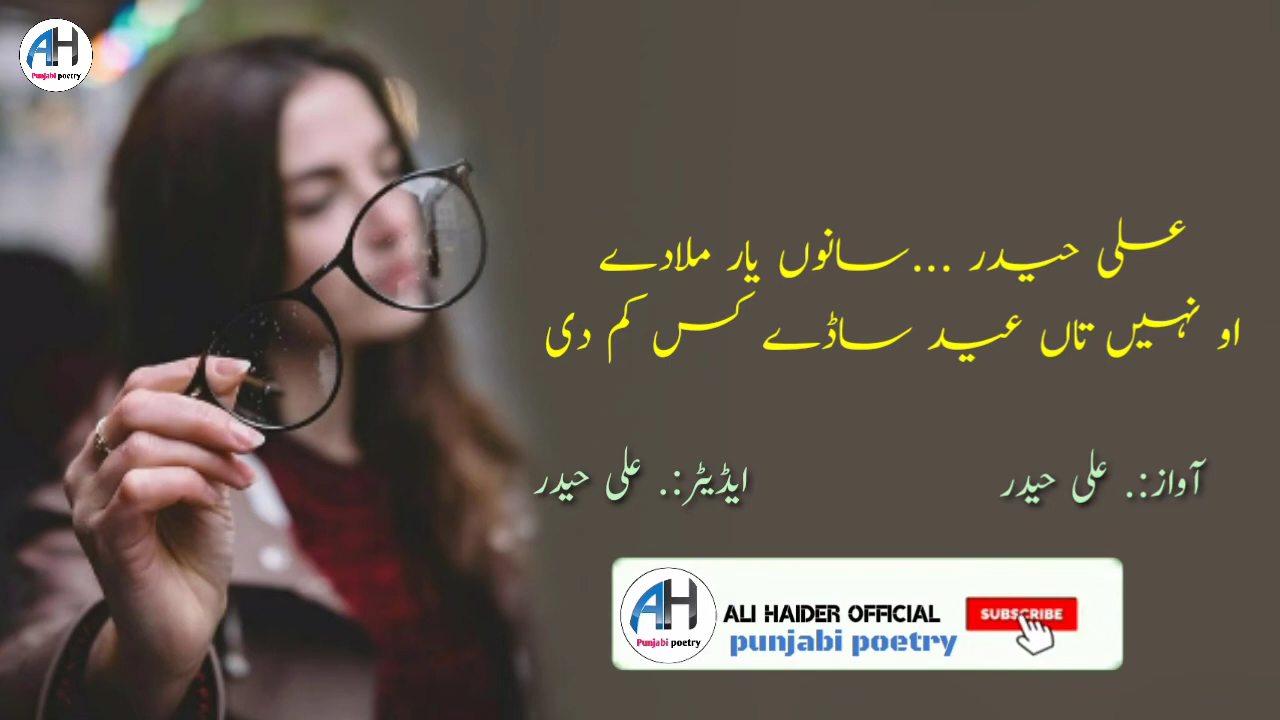 AH
Punjabi poetry
علی حیدر ...سانوں یار ملادے
او نہیں تاں عید ساڈے کس کم دی
آواز:. علی حیدر
ایڈیٹر:. علی حیدر
AH
Punjabi poetry
ALI HAIDER OFFICIAL
punjabi poetry
SUBSCRIBE